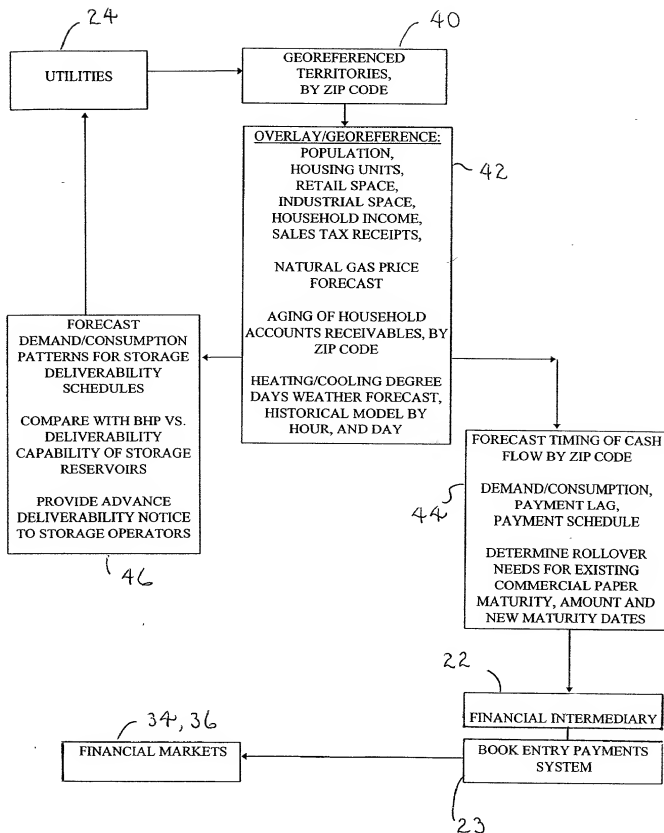 24
40
UTILITIES
GEOREFERENCED
TERRITORIES,
BY ZIP CODE
OVERLAY/GEOREFERENCE:
POPULATION,
HOUSING UNITS,
RETAIL SPACE,
INDUSTRIAL SPACE,
HOUSEHOLD INCOME,
SALES TAX RECEIPTS,
NATURAL GAS PRICE
FORECAST
AGING OF HOUSEHOLD
ACCOUNTS RECEIVABLES, BY
ZIP CODE
HEATING/COOLING DEGREE
DAYS WEATHER FORECAST,
HISTORICAL MODEL BY
HOUR, AND DAY
42
FORECAST
DEMAND/CONSUMPTION
PATTERNS FOR STORAGE
DELIVERABILITY
SCHEDULES
COMPARE WITH BHP VS.
DELIVERABILITY
CAPABILITY OF STORAGE
RESERVOIRS
PROVIDE ADVANCE
DELIVERABILITY NOTICE
TO STORAGE OPERATORS
46
FORECAST TIMING OF CASH
FLOW BY ZIP CODE
DEMAND/CONSUMPTION,
PAYMENT LAG,
PAYMENT SCHEDULE
DETERMINE ROLLOVER
NEEDS FOR EXISTING
COMMERCIAL PAPER
MATURITY, AMOUNT AND
NEW MATURITY DATES
44
22
FINANCIAL INTERMEDIARY
BOOK ENTRY PAYMENTS
SYSTEM
23
34, 36
FINANCIAL MARKETS